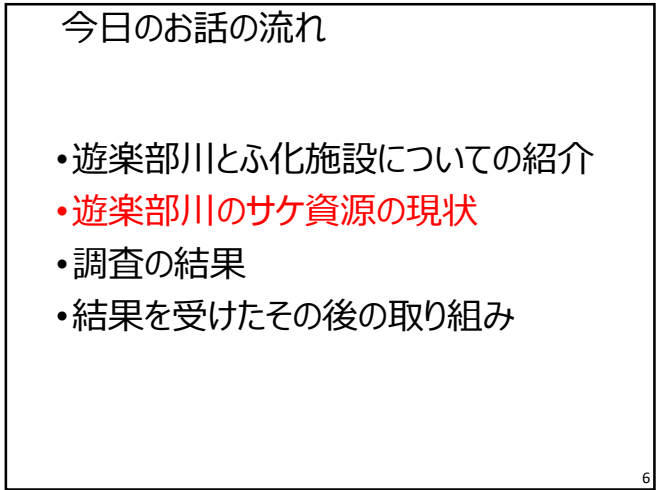 今日のお話の流れ
•遊楽部川とふ化施設についての紹介
•遊楽部川のサケ資源の現状
•調査の結果
•結果を受けたその後の取り組み
6